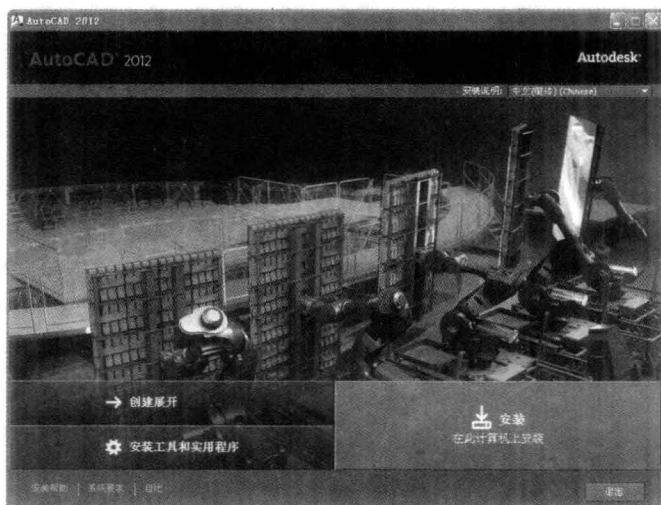 AutoCAD 2012
AutoCAD® 2012
Autodesk®
安装说明: 中文(简体) (Chinese)
创建展开
安装工具和实用程序
安装
在此计算机上安装
安装帮助 | 系统要求 | 自述
退出